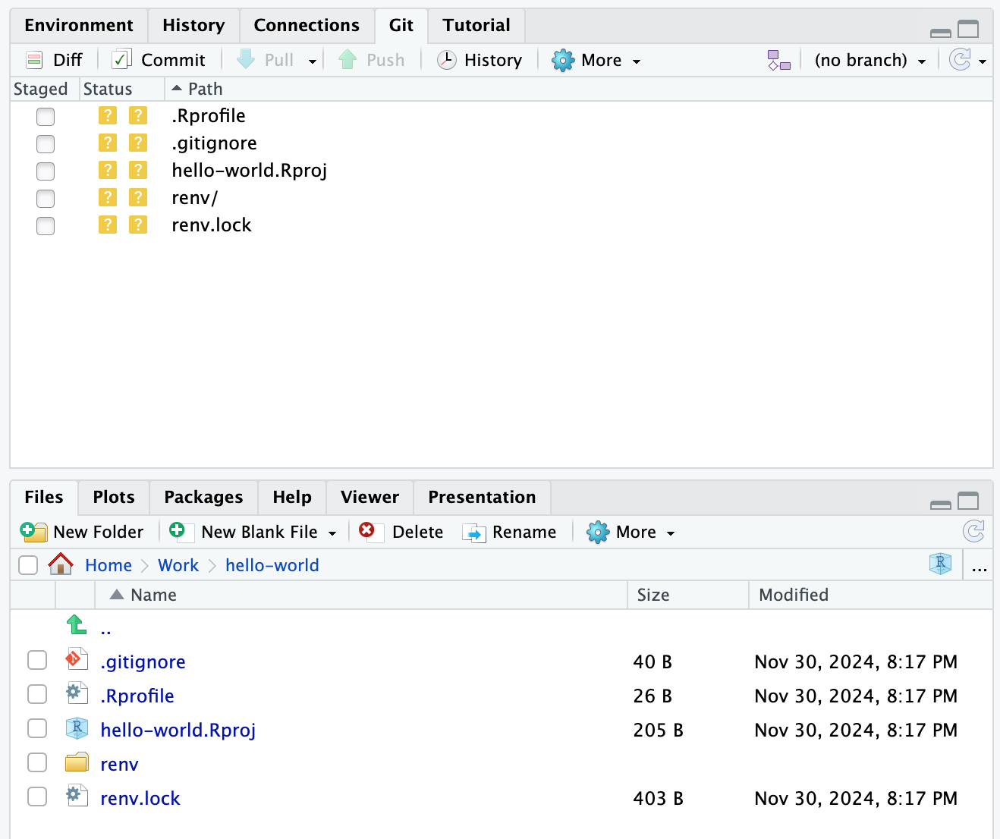 Environment History Connections Git Tutorial
Diff Commit Pull Push History More (no branch)
Staged Status Path
? ? .Rprofile
? ? .gitignore
? ? hello-world.Rproj
? ? renv/
? ? renv.lock
Files Plots Packages Help Viewer Presentation
New Folder New Blank File Delete Rename More
Home Work hello-world R ...
Name Size Modified
..
.gitignore 40 B Nov 30, 2024, 8:17 PM
.Rprofile 26 B Nov 30, 2024, 8:17 PM
R hello-world.Rproj 205 B Nov 30, 2024, 8:17 PM
renv
renv.lock 403 B Nov 30, 2024, 8:17 PM